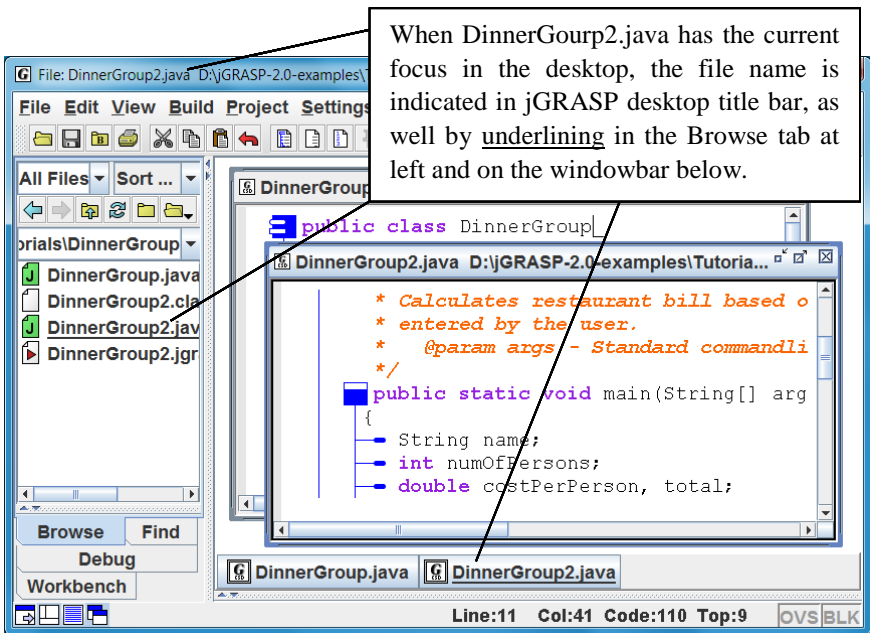 When DinnerGourp2.java has the current
focus in the desktop, the file name is
indicated in jGRASP desktop title bar, as
well by underlining in the Browse tab at
left and on the windowbar below.
File: DinnerGroup2.java D:\jGRASP-2.0-examples\
File Edit View Build Project Settings
All Files Sort ...
orials\DinnerGroup
DinnerGroup.java
DinnerGroup2.cla
DinnerGroup2.jav
DinnerGroup2.jgr
Browse Find
Debug
Workbench
DinnerGroup
public class DinnerGroup
DinnerGroup2.java D:\jGRASP-2.0-examples\Tutoria...
* Calculates restaurant bill based o
* entered by the user.
* @param args - Standard commandli
*/
public static void main(String[] arg
{
String name;
int numOfPersons;
double costPerPerson, total;
DinnerGroup.java DinnerGroup2.java
Line:11 Col:41 Code:110 Top:9 OVS BLK